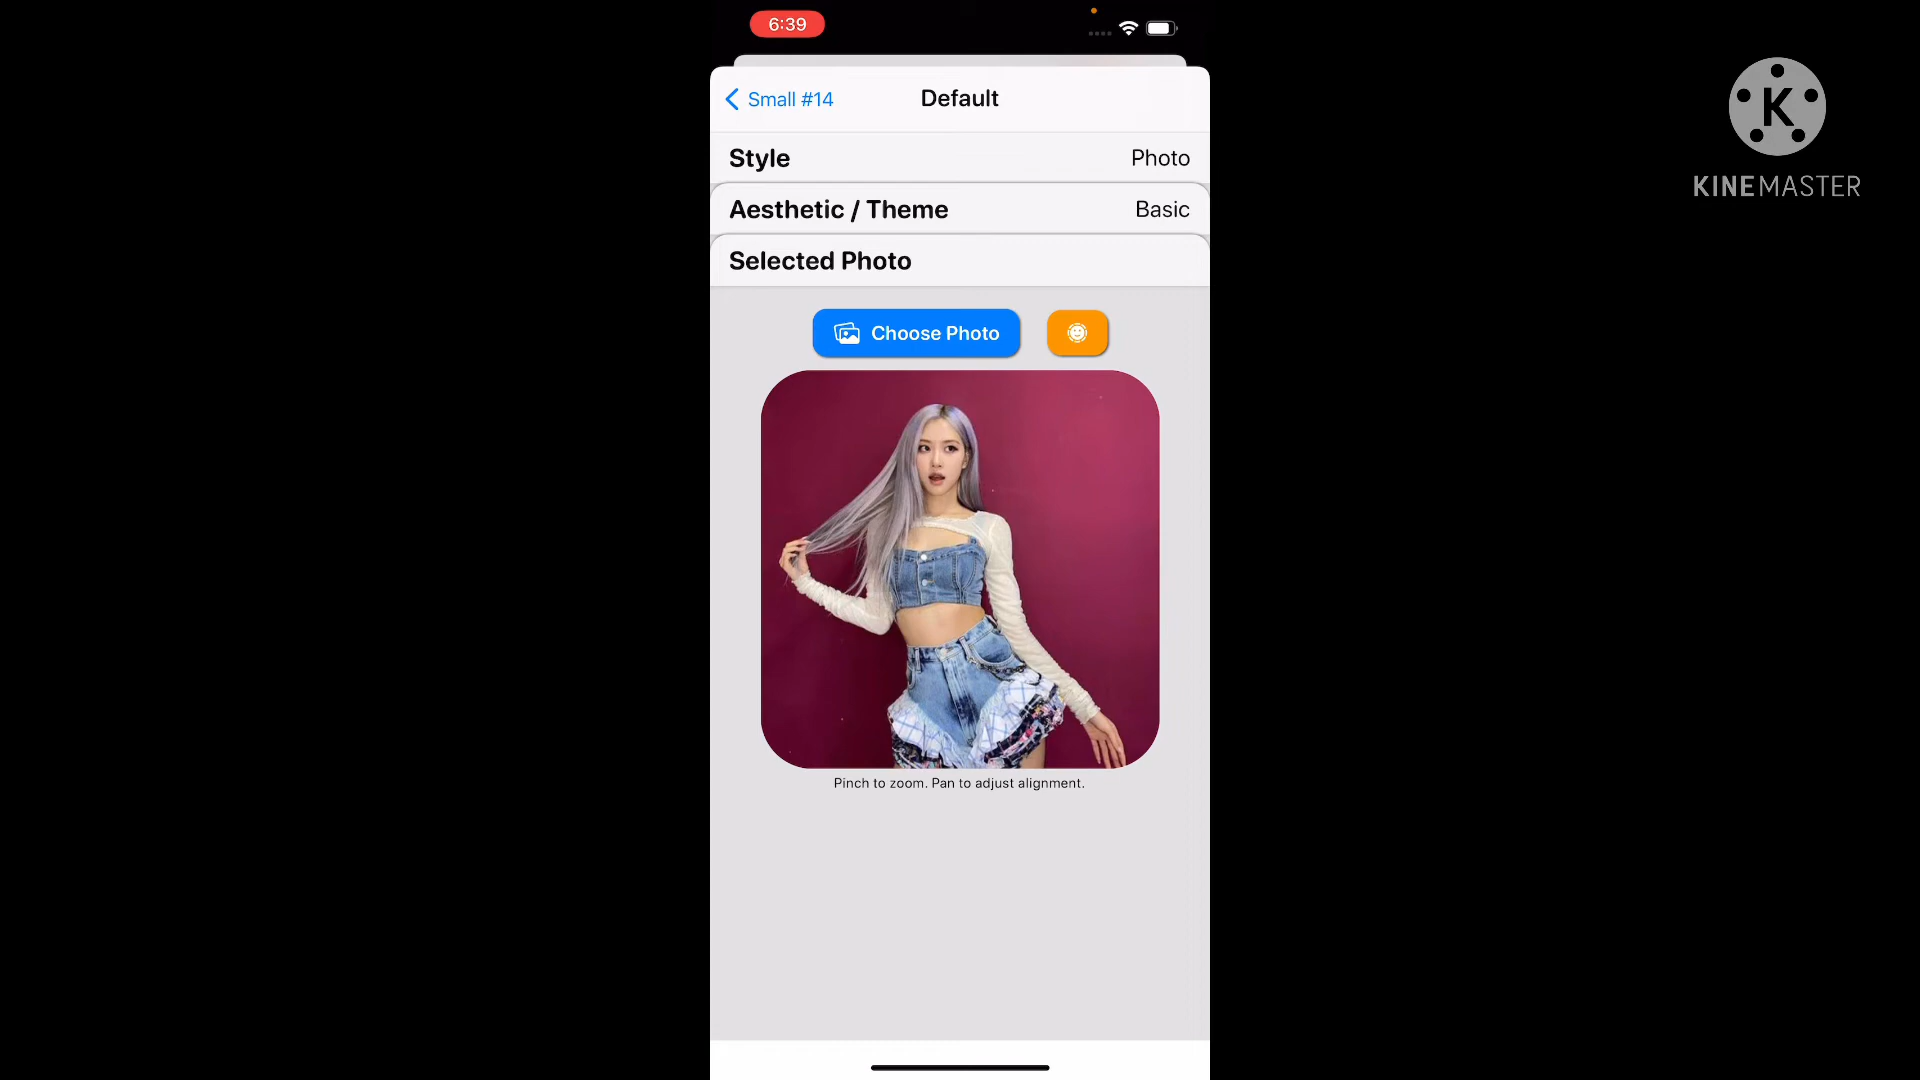 6:39
Small #14
Default
Style
Photo
Aesthetic / Theme
Basic
Selected Photo
Choose Photo
Pinch to zoom. Pan to adjust alignment.
K
KINEMASTER